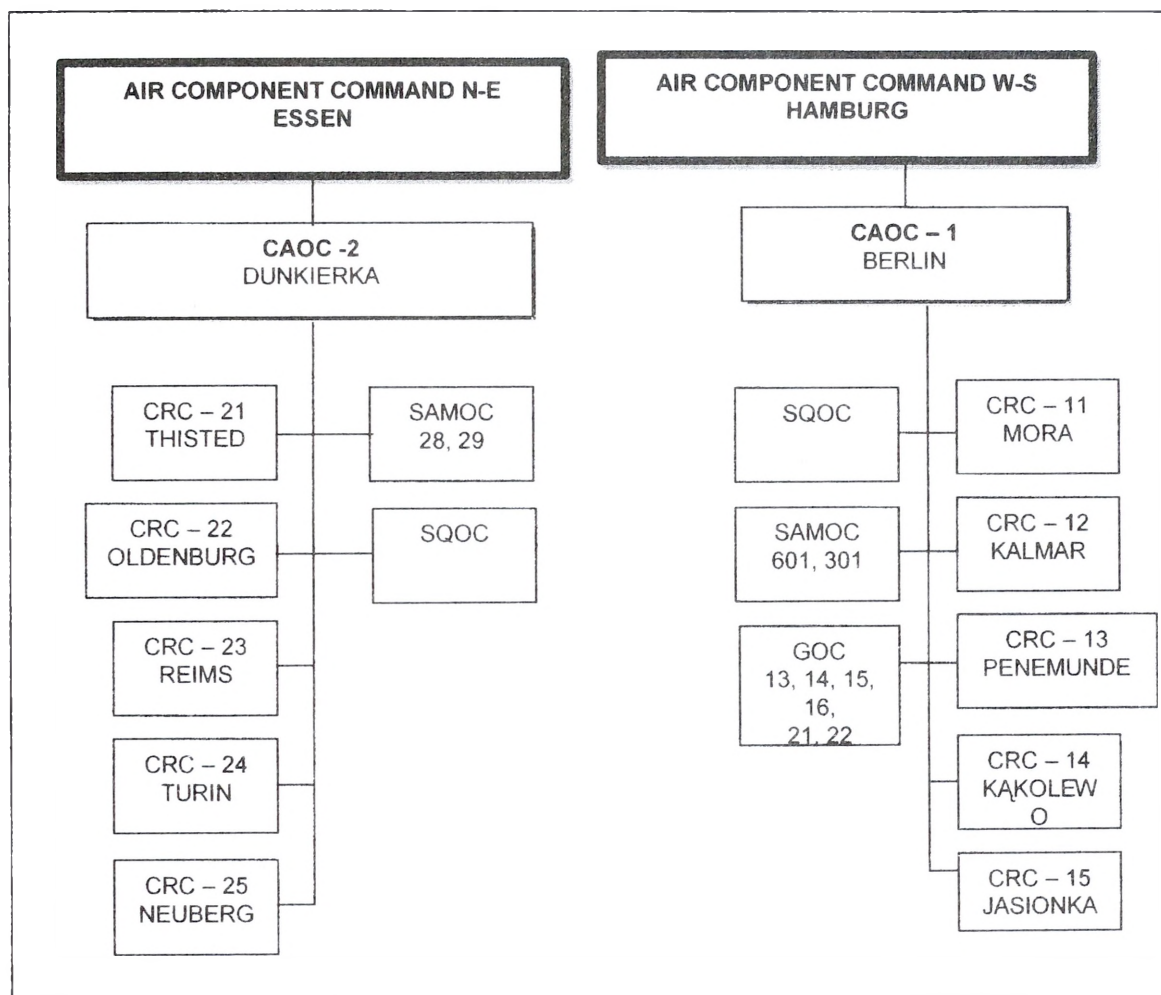 AIR COMPONENT COMMAND N-E
ESSEN
CAOC -2
DUNKIERKA
CRC – 21
THISTED
SAMOC
28, 29
CRC – 22
OLDENBURG
SQOC
CRC – 23
REIMS
CRC – 24
TURIN
CRC – 25
NEUBERG
AIR COMPONENT COMMAND W-S
HAMBURG
CAOC – 1
BERLIN
SQOC
CRC – 11
MORA
SAMOC
601, 301
CRC – 12
KALMAR
GOC
13, 14, 15,
16,
21, 22
CRC – 13
PENEMUNDE
CRC – 14
KĄKOLEW
O
CRC – 15
JASIONKA